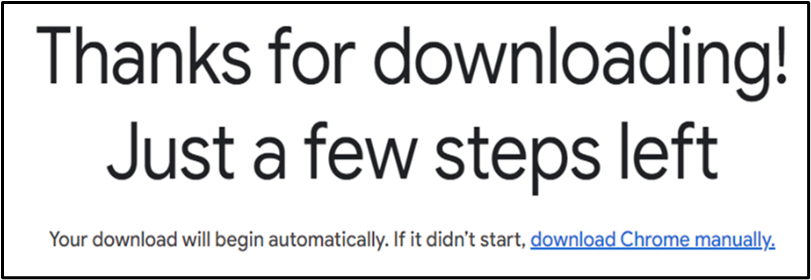 Thanks for downloading!
Just a few steps left
Your download will begin automatically. If it didn’t start, download Chrome manually.